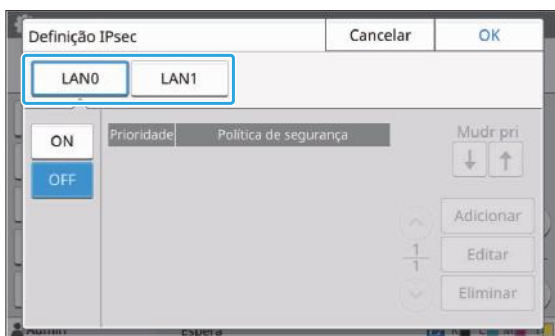 Definição IPsec Cancelar OK
LAN0 LAN1
ON Prioridade Política de segurança Mudr pri
OFF
Adicionar
1
1 Editar
Eliminar
Admin Espera